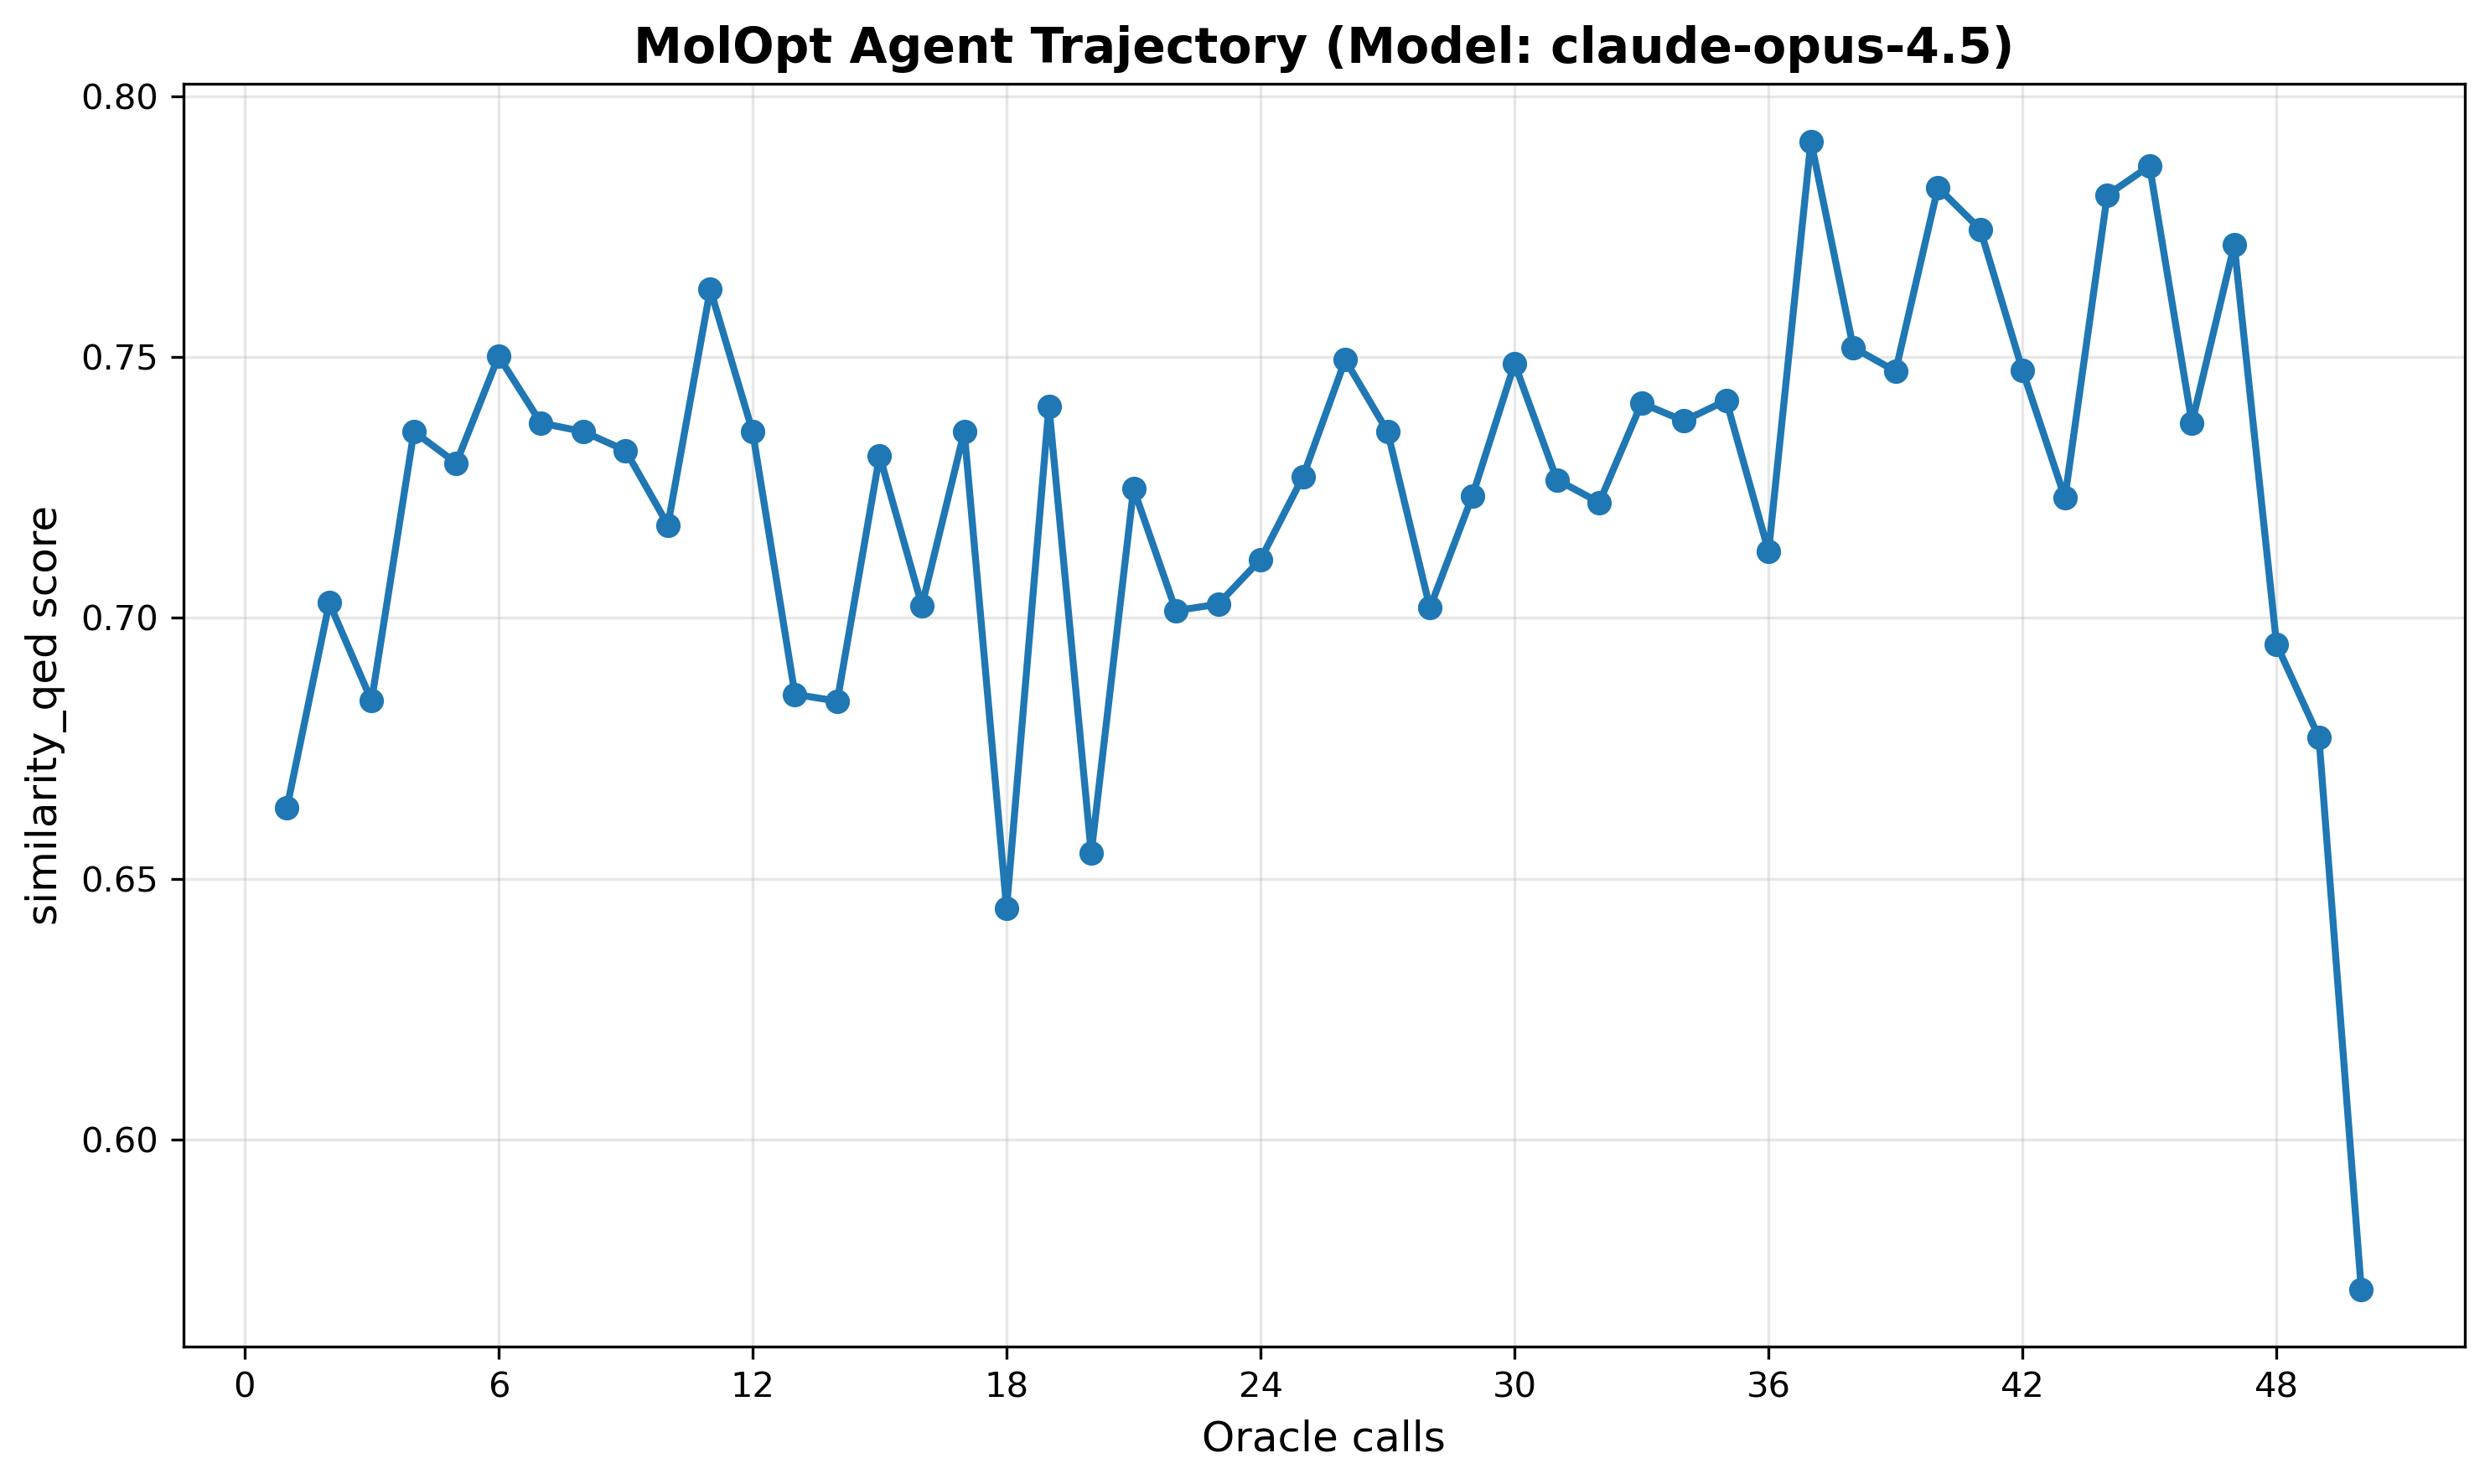 MolOpt Agent Trajectory (Model: claude-opus-4.5)
similarity_qed score
0.80
0.75
0.70
0.65
0.60
0 6 12 18 24 30 36 42 48
Oracle calls